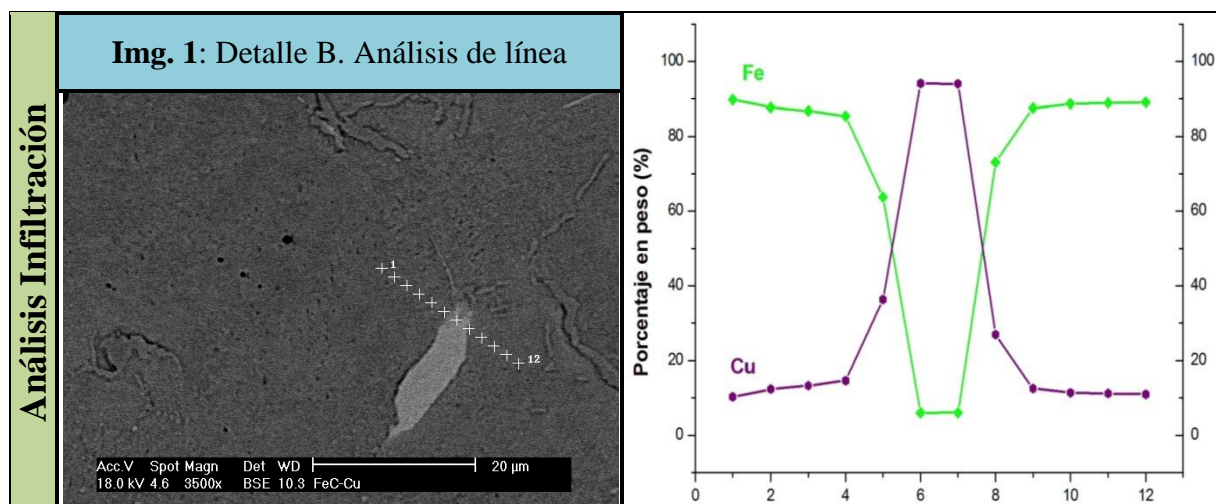 Análisis Infiltración
Img. 1: Detalle B. Análisis de línea
1
12
Acc.V Spot Magn Det WD 20 µm
18.0 kV 4.6 3500x BSE 10.3 FeC-Cu
Porcentaje en peso (%)
100
80
60
40
20
0
Fe
Cu
100
80
60
40
20
0
0 2 4 6 8 10 12